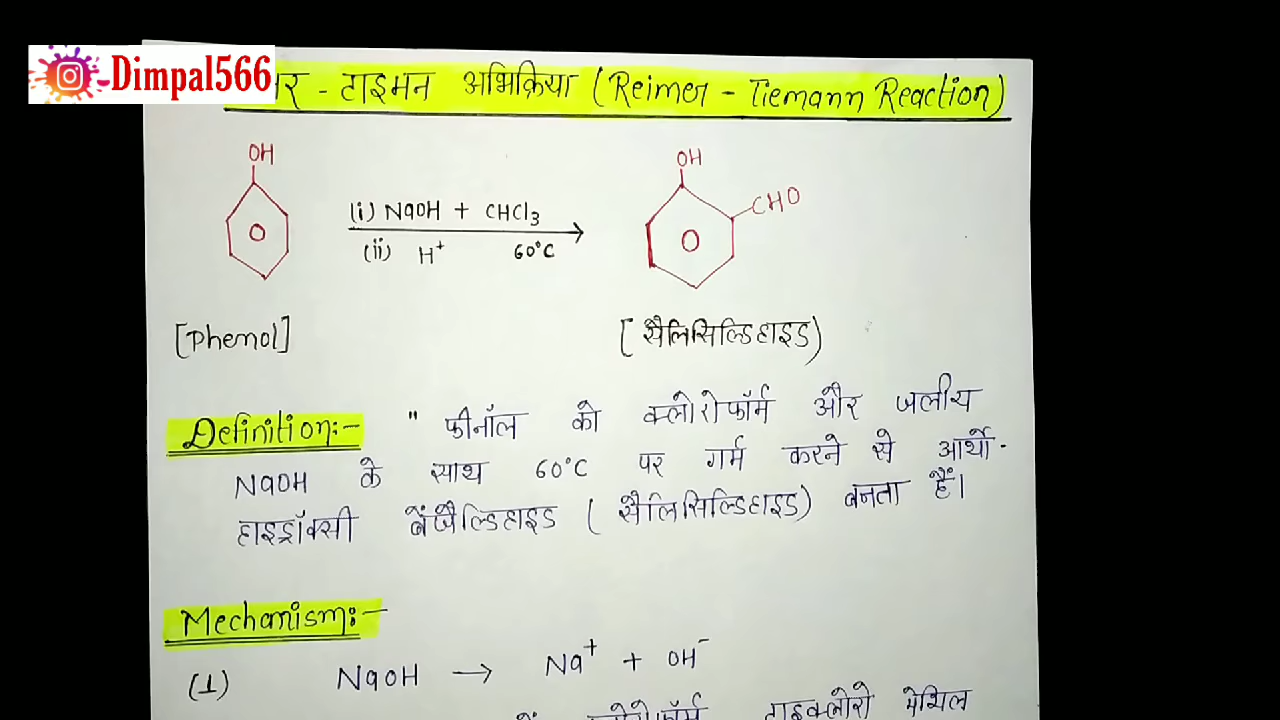 Dimpal566
टाइमन अभिक्रिया (Reimer - Tiemann Reaction)
OH
OH
CHO
(i) NaOH + CHCl3
(ii) H+ 60°C
[Phenol]
[सैलिसिल्डिहाइड)
Definition:- " फीनॉल को क्लोरोफॉर्म और जलीय
NaOH के साथ 60°C पर गर्म करने से आर्थो-
हाइड्रॉक्सी बेंजैल्डिहाइड (सैलिसिल्डिहाइड) बनता हैं।
Mechanism:-
(1) NaOH → Na+ + OH-
क्लोरोफॉर्म ट्राइक्लोरो मेथिल